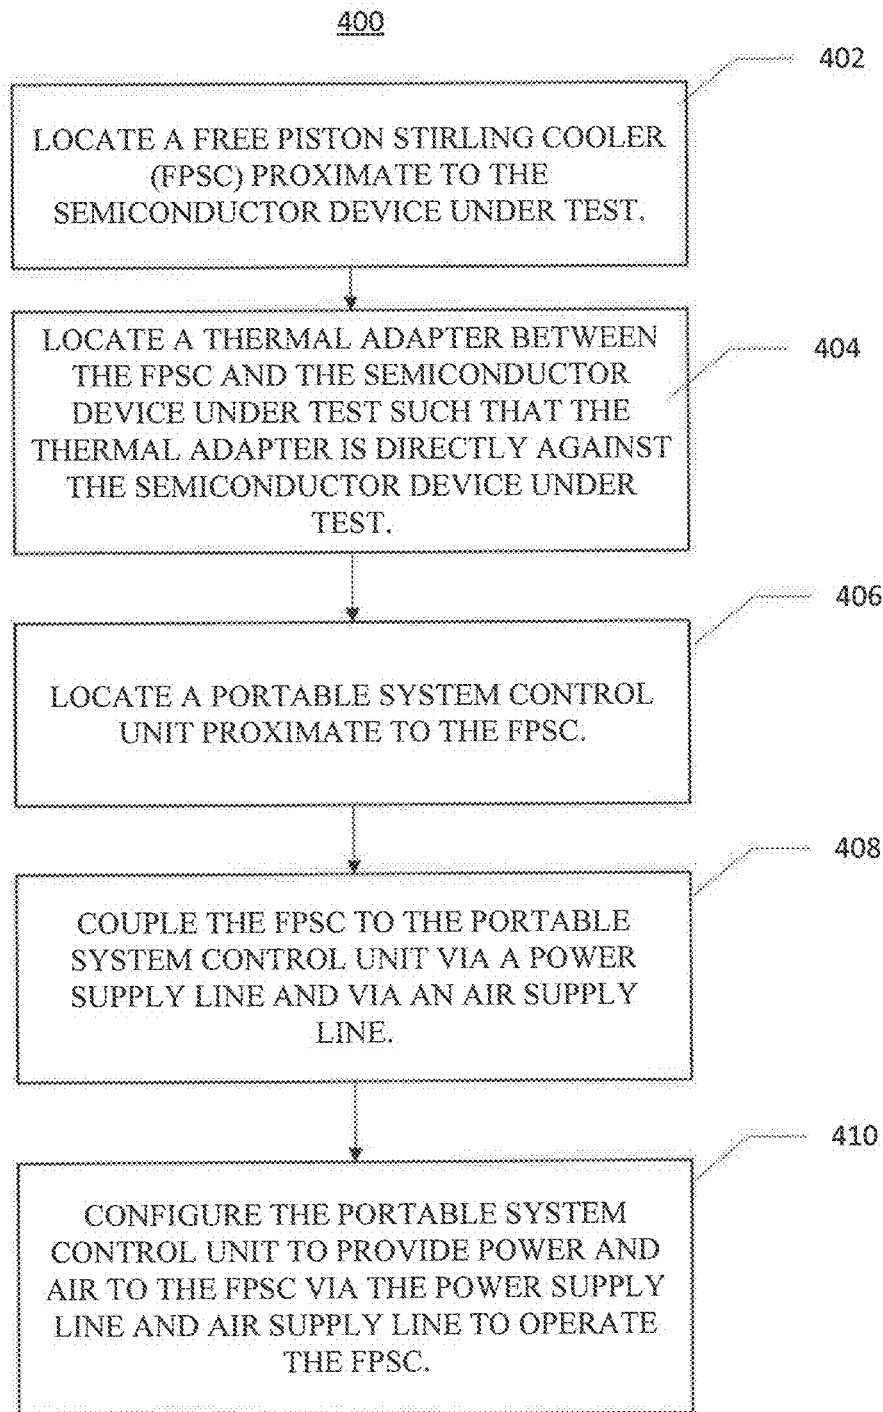 400
402
LOCATE A FREE PISTON STIRLING COOLER
(FPSC) PROXIMATE TO THE
SEMICONDUCTOR DEVICE UNDER TEST.
404
LOCATE A THERMAL ADAPTER BETWEEN
THE FPSC AND THE SEMICONDUCTOR
DEVICE UNDER TEST SUCH THAT THE
THERMAL ADAPTER IS DIRECTLY AGAINST
THE SEMICONDUCTOR DEVICE UNDER
TEST.
406
LOCATE A PORTABLE SYSTEM CONTROL
UNIT PROXIMATE TO THE FPSC.
408
COUPLE THE FPSC TO THE PORTABLE
SYSTEM CONTROL UNIT VIA A POWER
SUPPLY LINE AND VIA AN AIR SUPPLY
LINE.
410
CONFIGURE THE PORTABLE SYSTEM
CONTROL UNIT TO PROVIDE POWER AND
AIR TO THE FPSC VIA THE POWER SUPPLY
LINE AND AIR SUPPLY LINE TO OPERATE
THE FPSC.